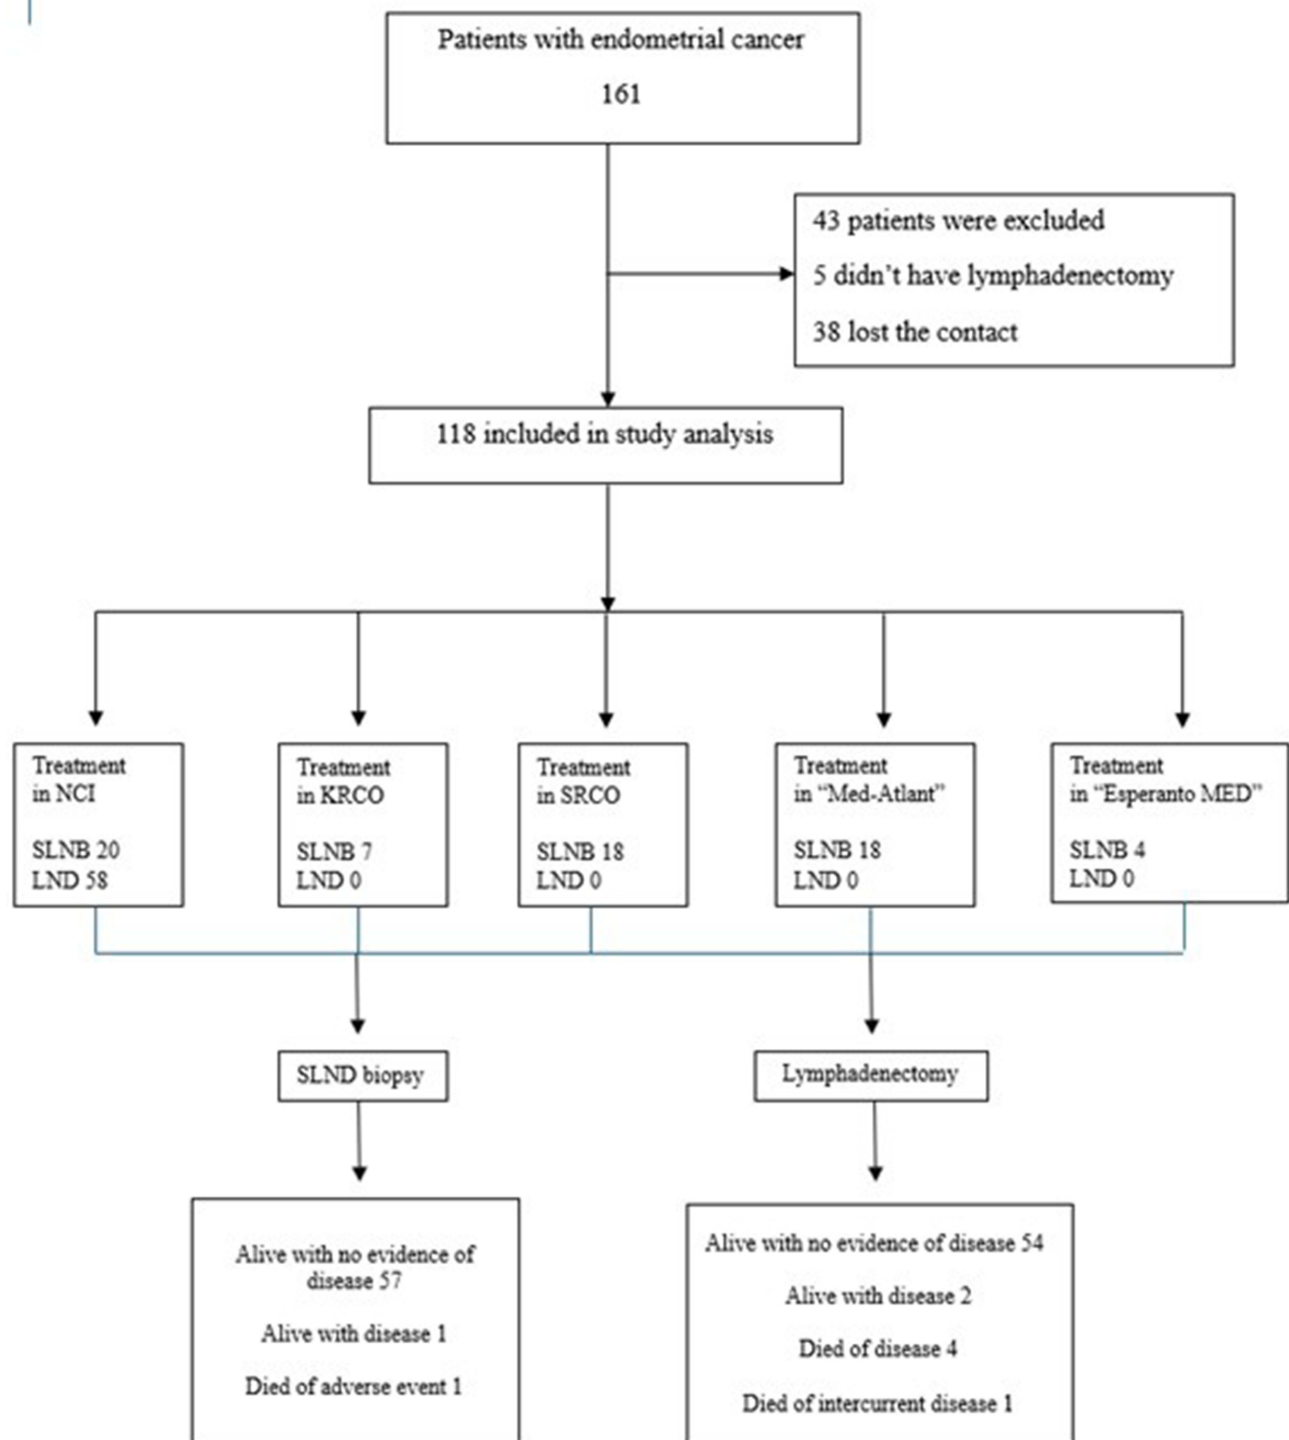 Patients with endometrial cancer
161
43 patients were excluded
5 didn’t have lymphadenectomy
38 lost the contact
118 included in study analysis
Treatment
in NCI
SLNB 20
LND 58
Treatment
in KRCO
SLNB 7
LND 0
Treatment
in SRCO
SLNB 18
LND 0
Treatment
in “Med-Atlant”
SLNB 18
LND 0
Treatment
in “Esperanto MED”
SLNB 4
LND 0
SLND biopsy
Lymphadenectomy
Alive with no evidence of
disease 57
Alive with disease 1
Died of adverse event 1
Alive with no evidence of disease 54
Alive with disease 2
Died of disease 4
Died of intercurrent disease 1